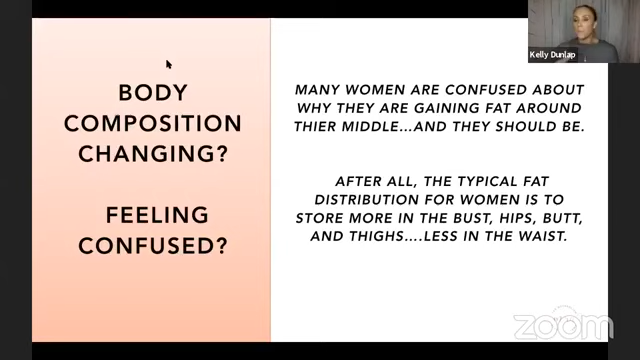 Kelly Dunlap
BODY
COMPOSITION
CHANGING?
FEELING
CONFUSED?
MANY WOMEN ARE CONFUSED ABOUT
WHY THEY ARE GAINING FAT AROUND
THIER MIDDLE...AND THEY SHOULD BE.
AFTER ALL, THE TYPICAL FAT
DISTRIBUTION FOR WOMEN IS TO
STORE MORE IN THE BUST, HIPS, BUTT,
AND THIGHS....LESS IN THE WAIST.
zoom